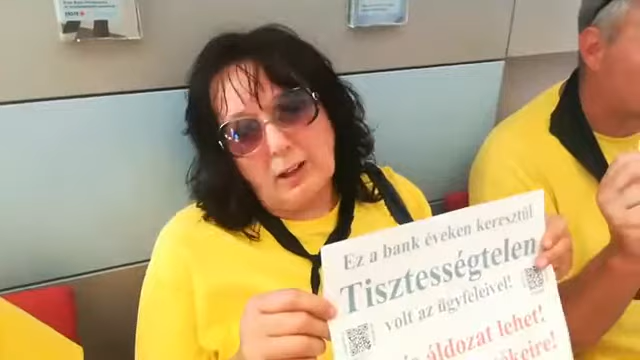 Ez a bank éveken keresztül
Tisztességtelen
volt az ügyfeleivel!
áldozat lehet!